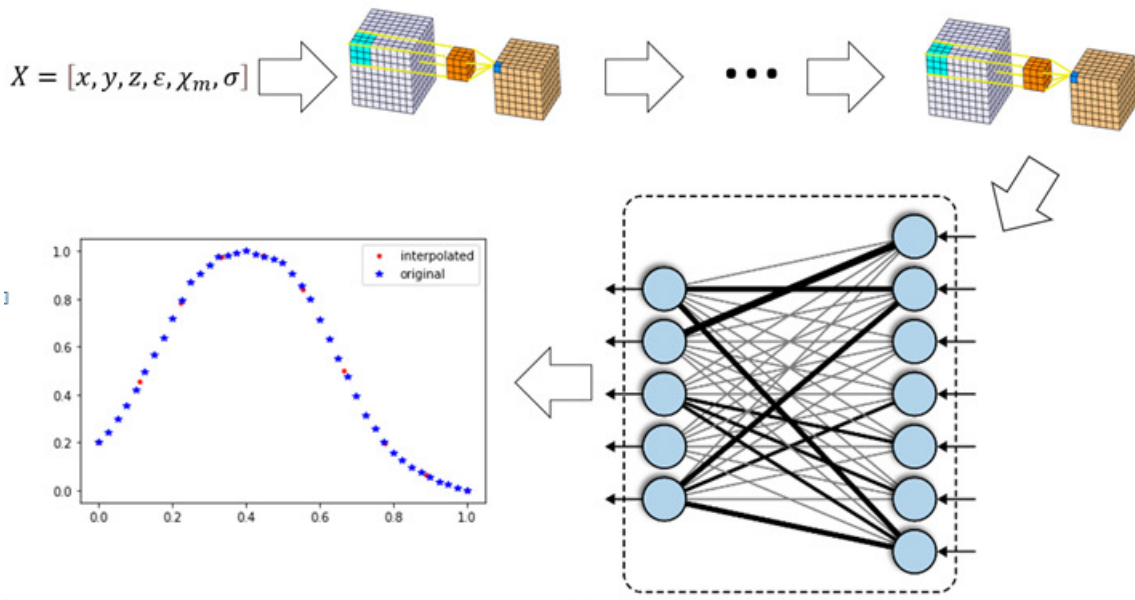 X = [x, y, z, ε, χₘ, σ]
...
interpolated
original
1.0
0.8
0.6
0.4
0.2
0.0
0.0 0.2 0.4 0.6 0.8 1.0